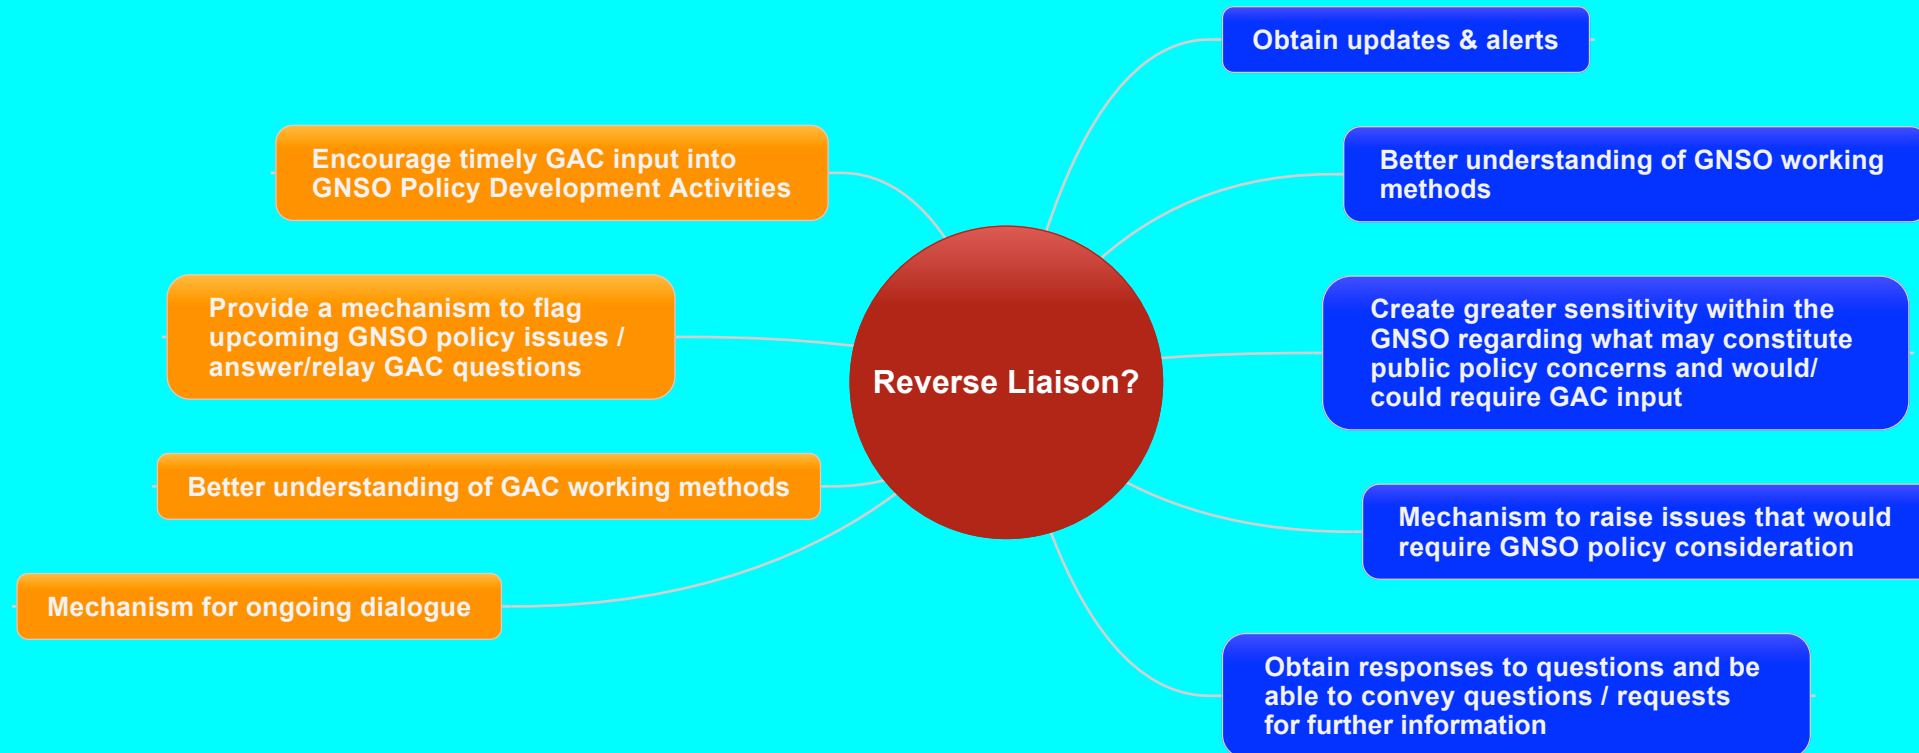 Obtain updates & alerts
Encourage timely GAC input into
GNSO Policy Development Activities
Better understanding of GNSO working
methods
Provide a mechanism to flag
upcoming GNSO policy issues /
answer/relay GAC questions
Create greater sensitivity within the
GNSO regarding what may constitute
public policy concerns and would/
could require GAC input
Reverse Liaison?
Better understanding of GAC working methods
Mechanism to raise issues that would
require GNSO policy consideration
Mechanism for ongoing dialogue
Obtain responses to questions and be
able to convey questions / requests
for further information